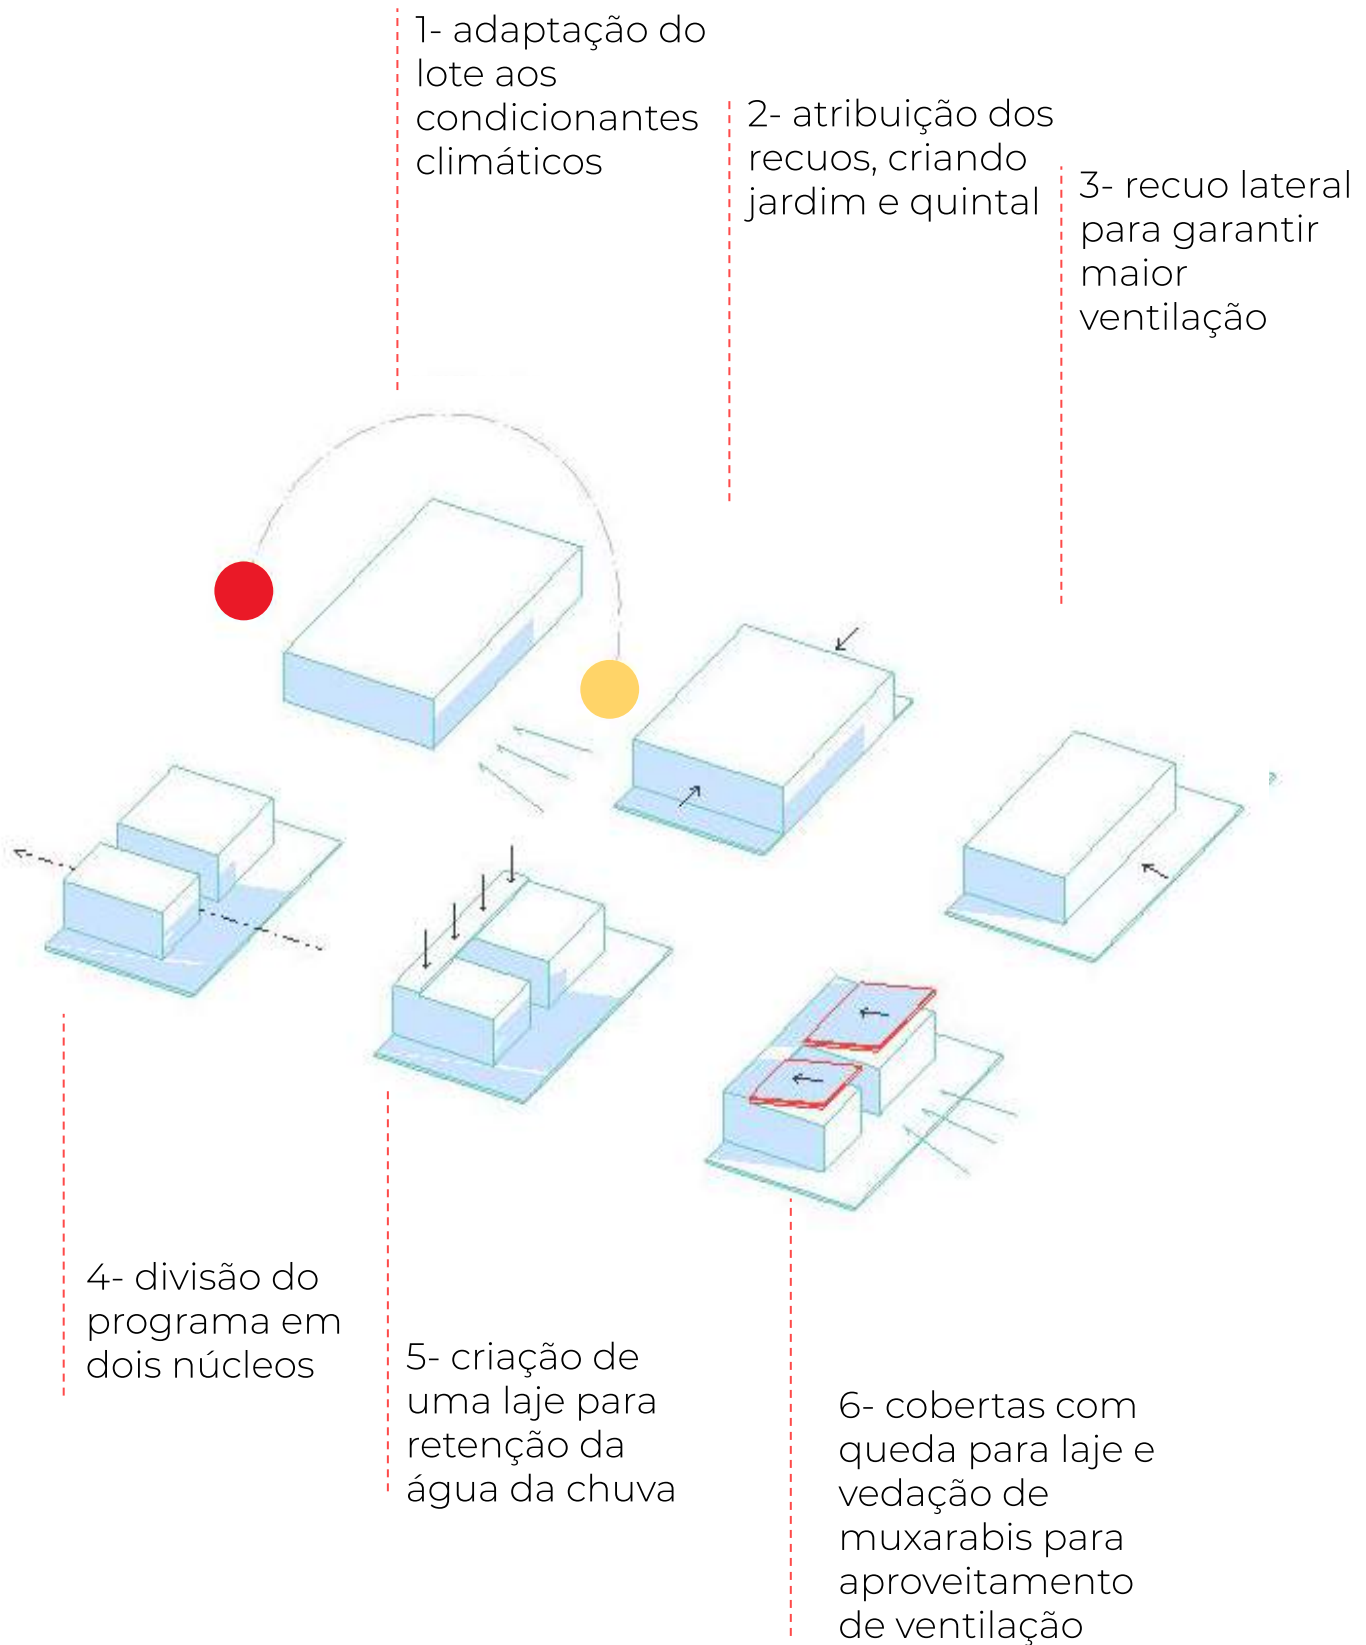 1- adaptação do
lote aos
condicionantes
climáticos
2- atribuição dos
recuos, criando
jardim e quintal
3- recuo lateral
para garantir
maior
ventilação
4- divisão do
programa em
dois núcleos
5- criação de
uma laje para
retenção da
água da chuva
6- cobertas com
queda para laje e
vedação de
muxarabis para
aproveitamento
de ventilação